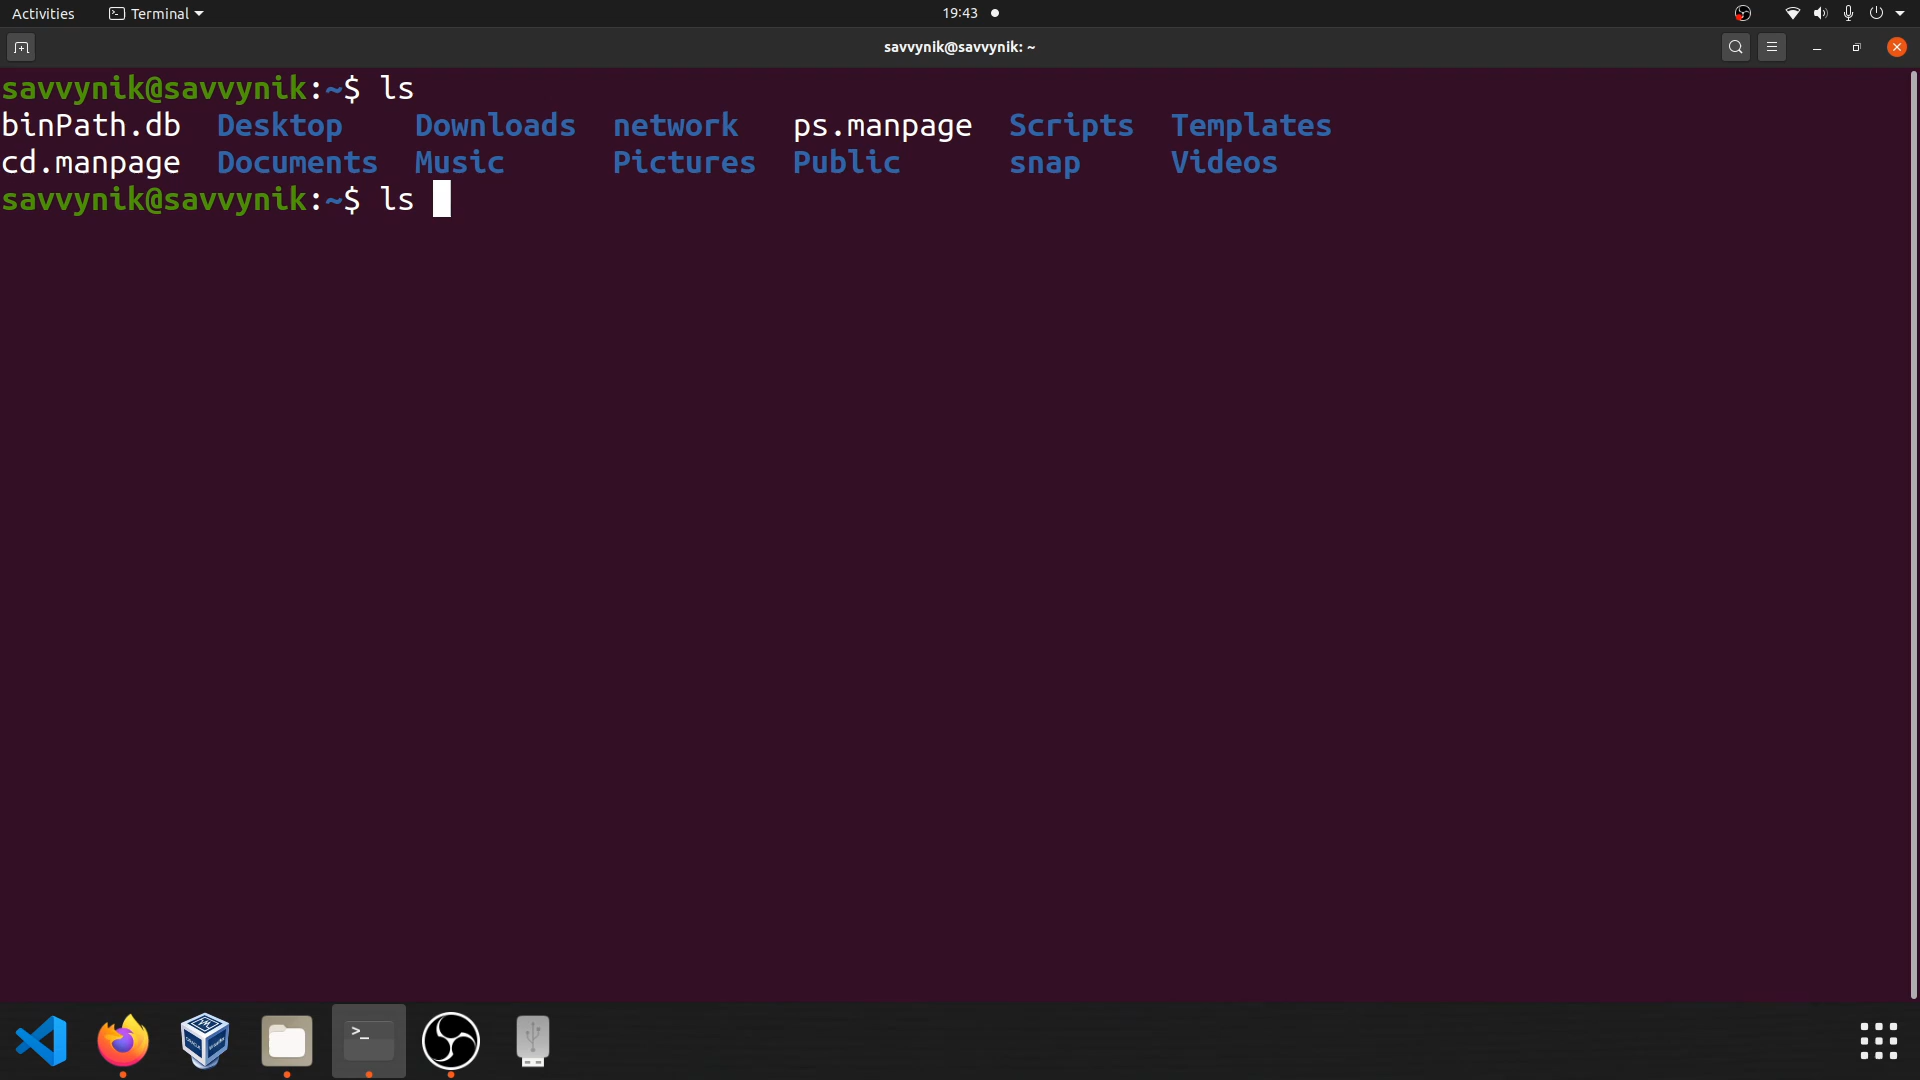 Activities Terminal 19:43
savvynik@savvynik: ~
savvynik@savvynik:~$ ls
binPath.db Desktop Downloads network ps.manpage Scripts Templates
cd.manpage Documents Music Pictures Public snap Videos
savvynik@savvynik:~$ ls
>_